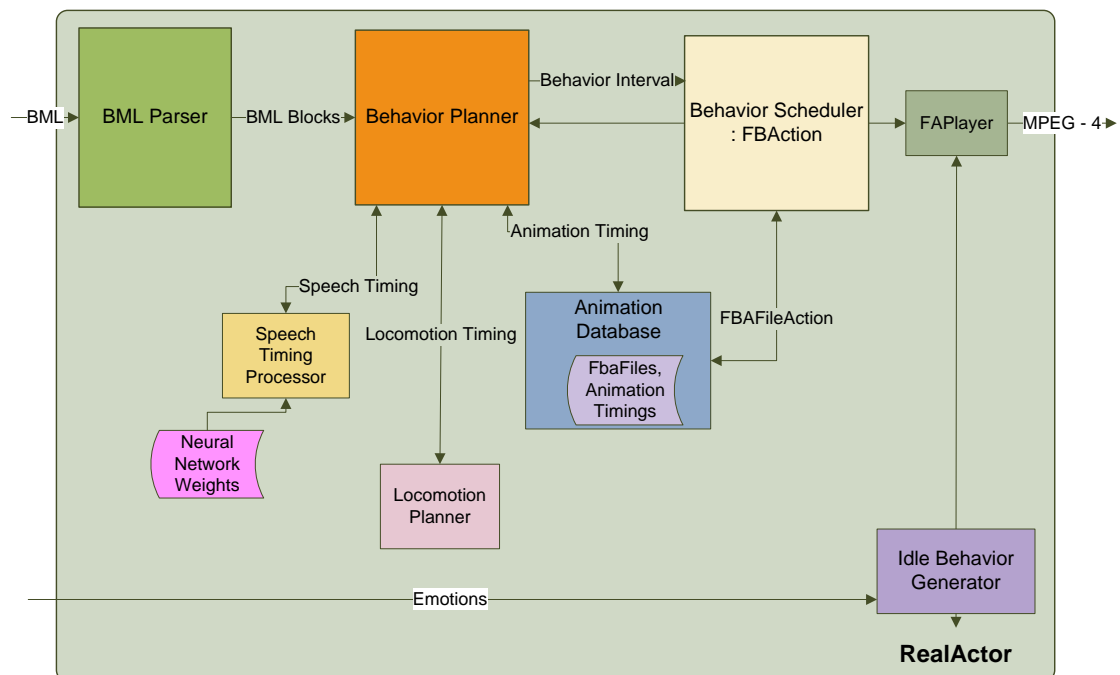 BML
BML Parser
BML Blocks
Behavior Planner
Behavior Interval
Behavior Scheduler
: FBAction
FAPlayer
MPEG - 4
Animation Timing
Speech Timing
Locomotion Timing
FBAFileAction
Animation
Database
FbaFiles,
Animation
Timings
Speech
Timing
Processor
Neural
Network
Weights
Locomotion
Planner
Idle Behavior
Generator
Emotions
RealActor